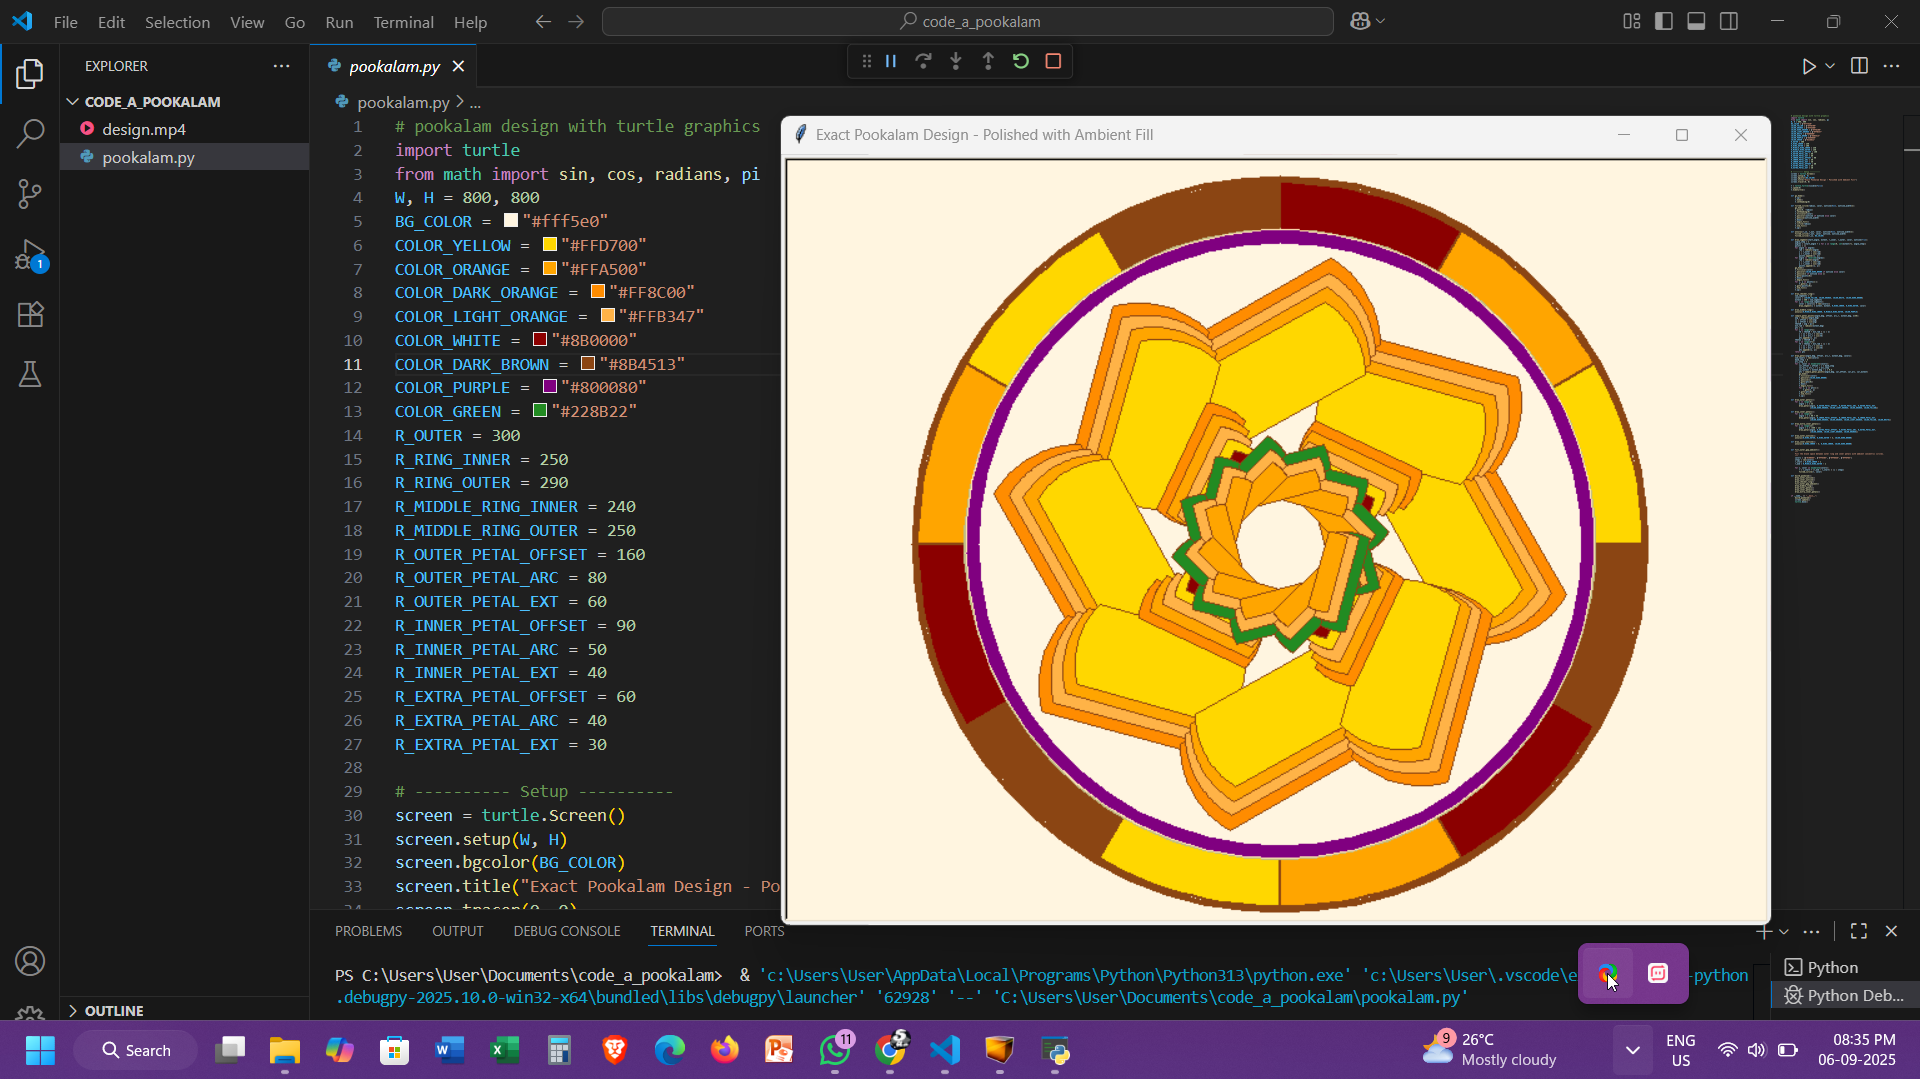 File Edit Selection View Go Run Terminal Help
code_a_pookalam
EXPLORER
CODE_A_POOKALAM
design.mp4
pookalam.py
OUTLINE
1
pookalam.py
pookalam.py > ...
1 # pookalam design with turtle graphics
2 import turtle
3 from math import sin, cos, radians, pi
4 W, H = 800, 800
5 BG_COLOR = "#fff5e0"
6 COLOR_YELLOW = "#FFD700"
7 COLOR_ORANGE = "#FFA500"
8 COLOR_DARK_ORANGE = "#FF8C00"
9 COLOR_LIGHT_ORANGE = "#FFB347"
10 COLOR_WHITE = "#8B0000"
11 COLOR_DARK_BROWN = "#8B4513"
12 COLOR_PURPLE = "#800080"
13 COLOR_GREEN = "#228B22"
14 R_OUTER = 300
15 R_RING_INNER = 250
16 R_RING_OUTER = 290
17 R_MIDDLE_RING_INNER = 240
18 R_MIDDLE_RING_OUTER = 250
19 R_OUTER_PETAL_OFFSET = 160
20 R_OUTER_PETAL_ARC = 80
21 R_OUTER_PETAL_EXT = 60
22 R_INNER_PETAL_OFFSET = 90
23 R_INNER_PETAL_ARC = 50
24 R_INNER_PETAL_EXT = 40
25 R_EXTRA_PETAL_OFFSET = 60
26 R_EXTRA_PETAL_ARC = 40
27 R_EXTRA_PETAL_EXT = 30
28
29 # ---------- Setup ----------
30 screen = turtle.Screen()
31 screen.setup(W, H)
32 screen.bgcolor(BG_COLOR)
33 screen.title("Exact Pookalam Design - Po
Exact Pookalam Design - Polished with Ambient Fill
PROBLEMS OUTPUT DEBUG CONSOLE TERMINAL PORTS
PS C:\Users\User\Documents\code_a_pookalam> & 'c:\Users\User\AppData\Local\Programs\Python\Python313\python.exe' 'c:\Users\User\.vscode\e -python
.debugpy-2025.10.0-win32-x64\bundled\libs\debugpy\launcher' '62928' '--' 'C:\Users\User\Documents\code_a_pookalam\pookalam.py'
Python
Python Deb...
Search
11
9
26°C
Mostly cloudy
ENG
US
08:35 PM
06-09-2025